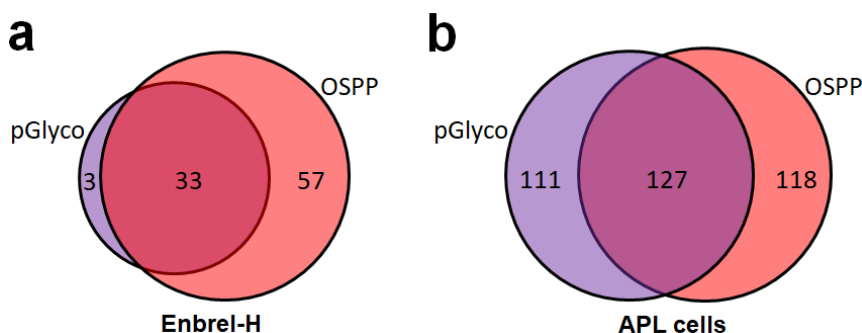 a
OSPP
pGlyco
3
33
57
Enbrel-H
b
OSPP
pGlyco
111
127
118
APL cells